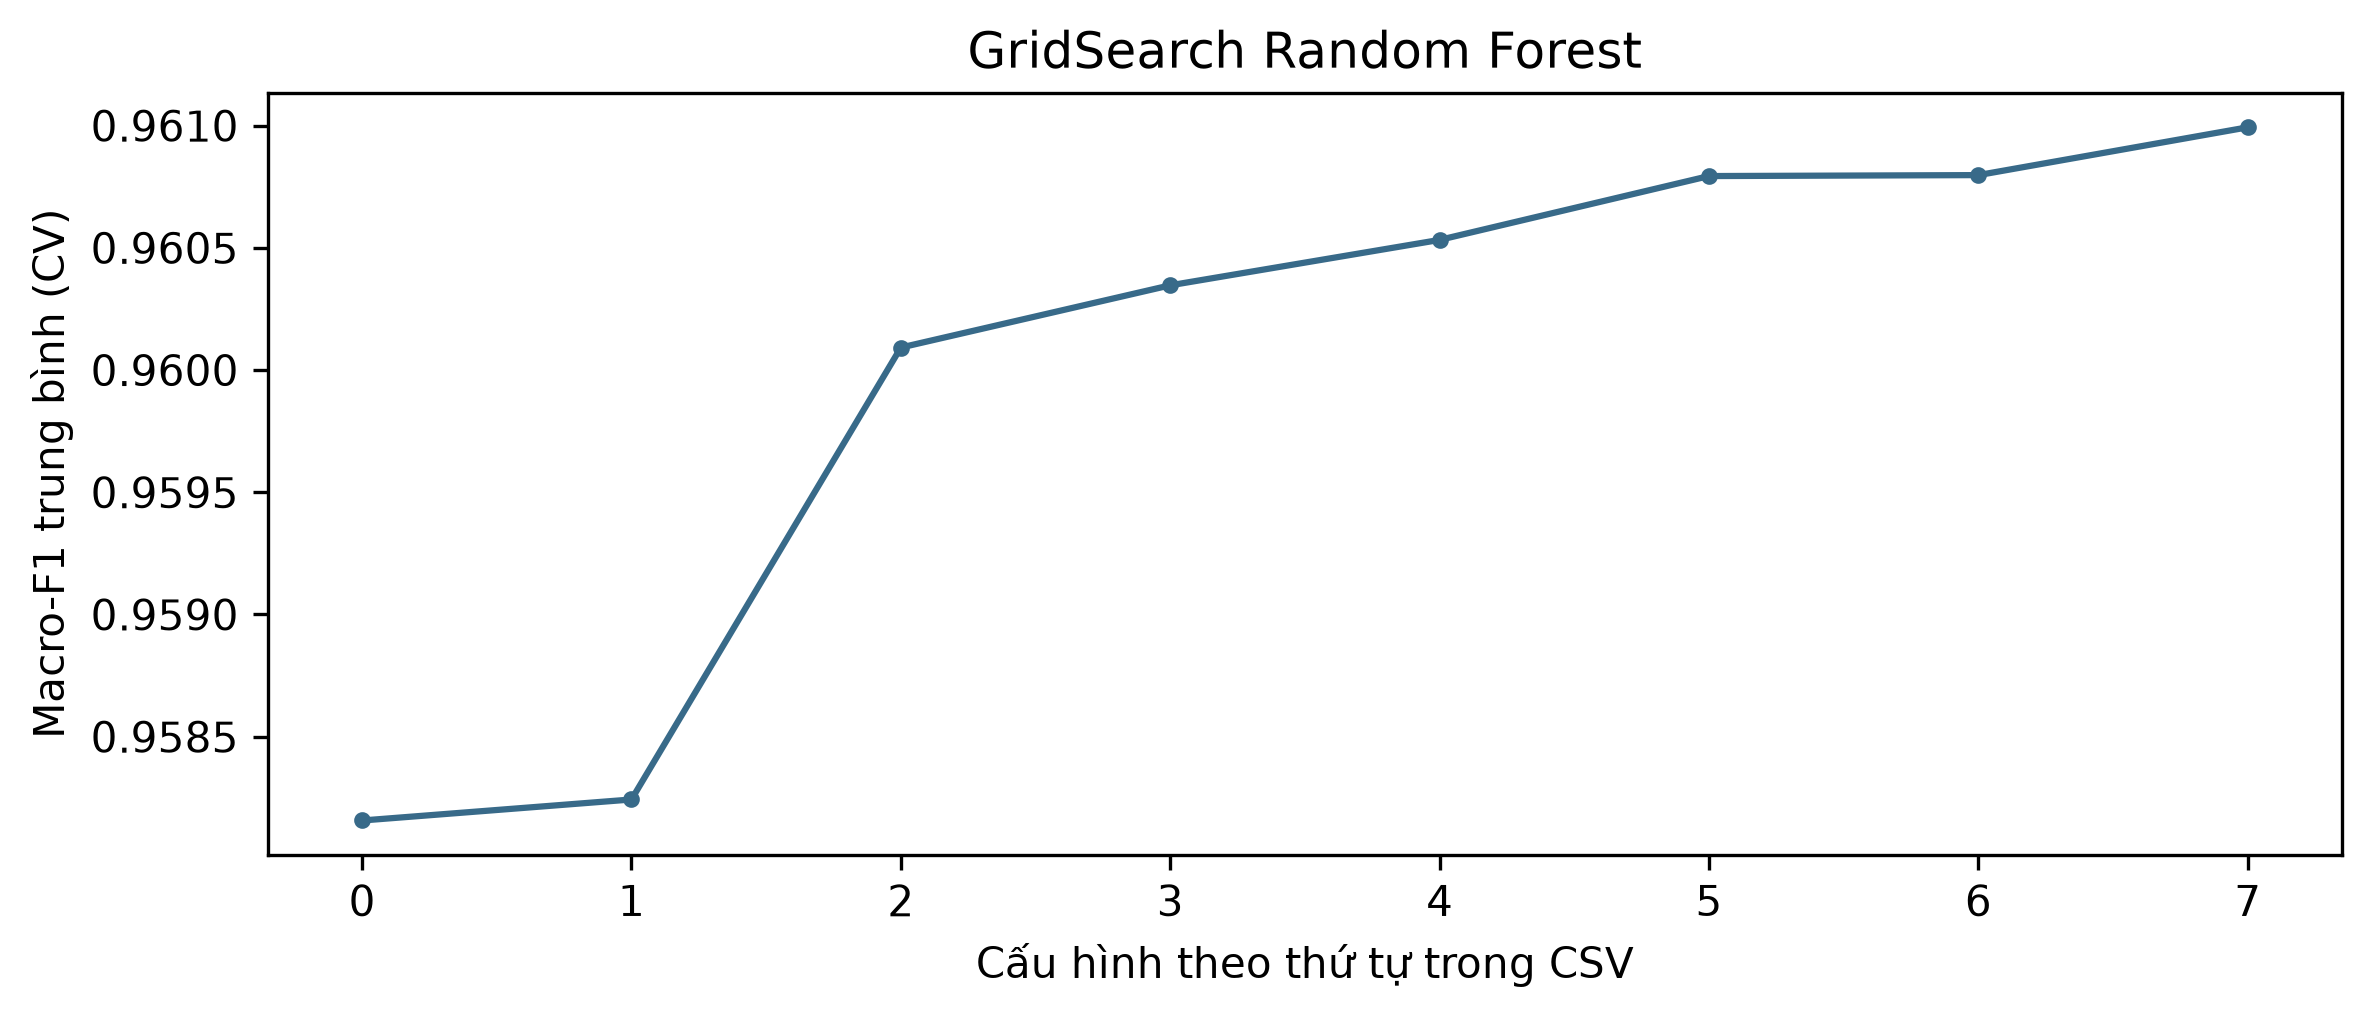 GridSearch Random Forest
Macro-F1 trung bình (CV)
0.9610
0.9605
0.9600
0.9595
0.9590
0.9585
0 1 2 3 4 5 6 7
Cấu hình theo thứ tự trong CSV